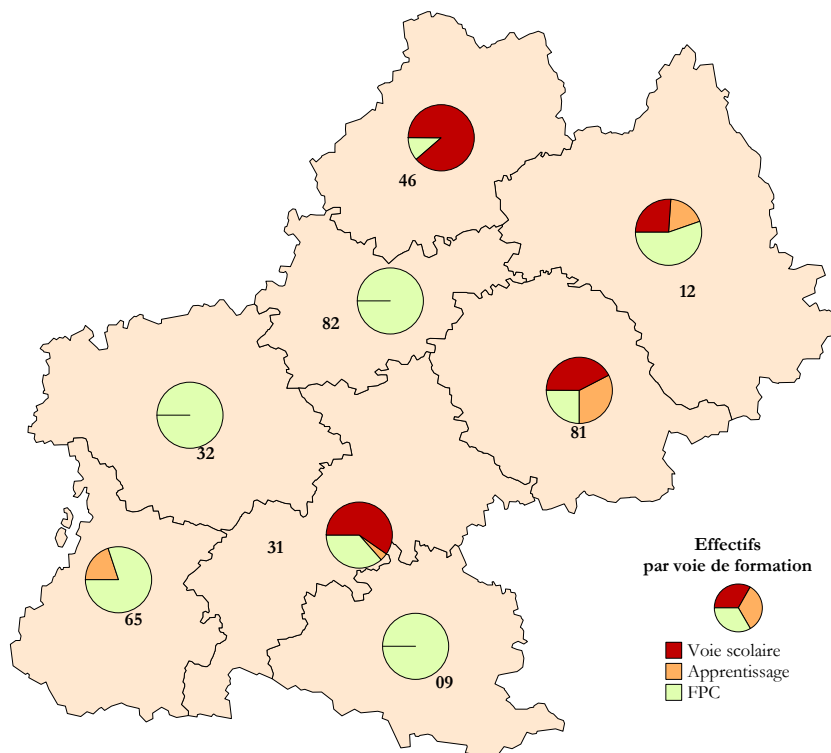 46
12
82
81
32
31
65
09
Effectifs
par voie de formation
Voie scolaire
Apprentissage
FPC